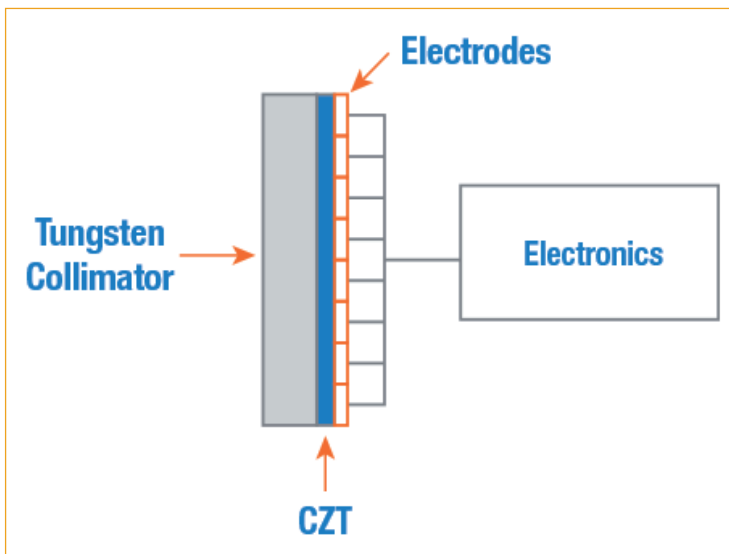 Electrodes
Tungsten
Collimator
Electronics
CZT